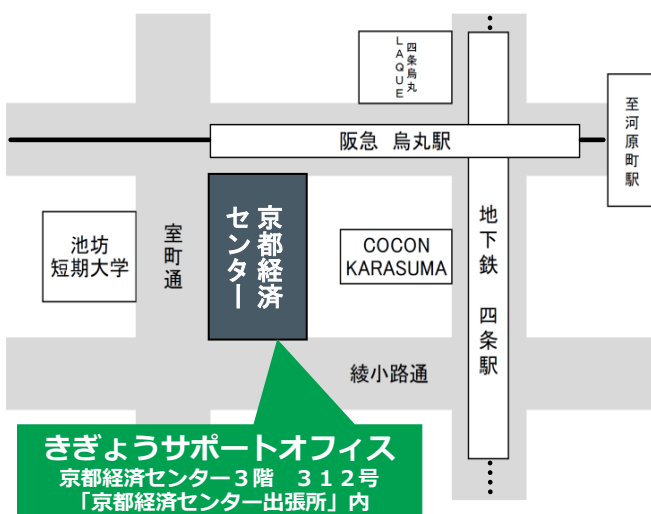 四条烏丸
LAQUE
阪急 烏丸駅
至河原町駅
京都経済
センター
池坊
短期大学
室町通
COCON
KARASUMA
地下鉄 四条駅
綾小路通
きぎょうサポートオフィス
京都経済センター３階　３１２号
「京都経済センター出張所」内